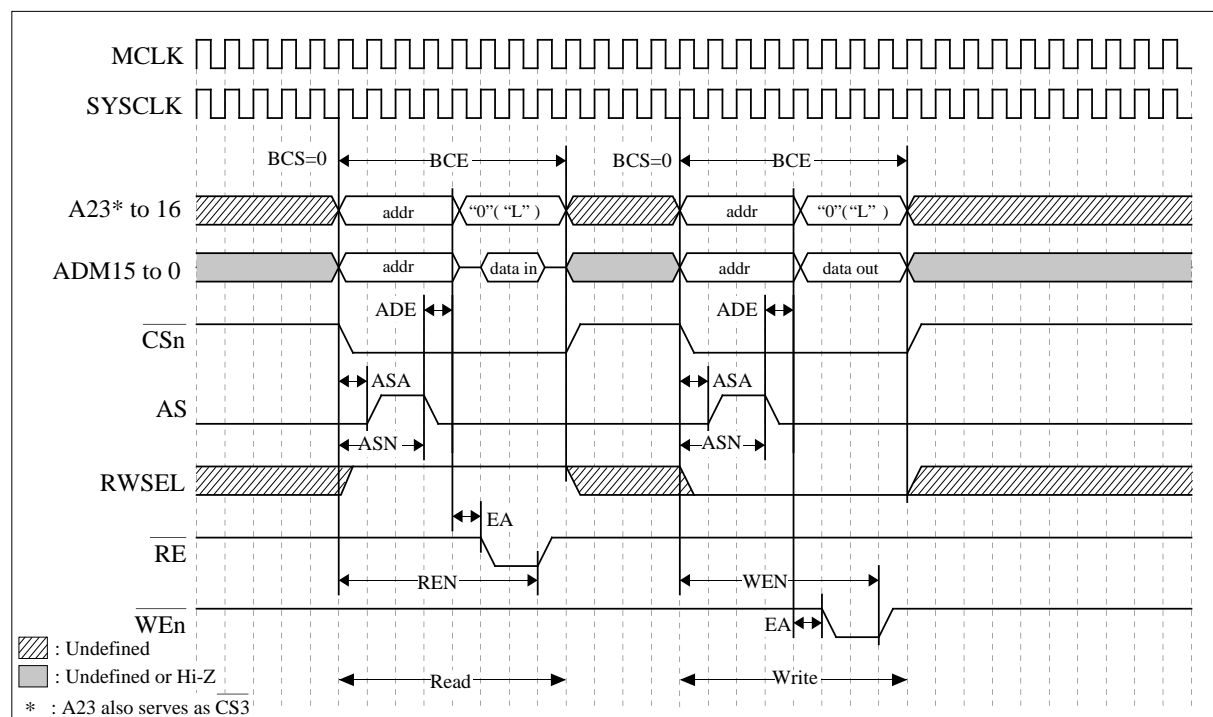 MCLK
SYSCLK
BCS=0 BCE BCS=0 BCE
A23* to 16 addr “0”( “L” ) addr “0”( “L” )
ADM15 to 0 addr data in addr data out
ADE ADE
CSn
ASA ASA
AS
ASN ASN
RWSEL
EA
RE
REN WEN
WEn
EA
: Undefined
: Undefined or Hi-Z
Read Write
* : A23 also serves as CS3